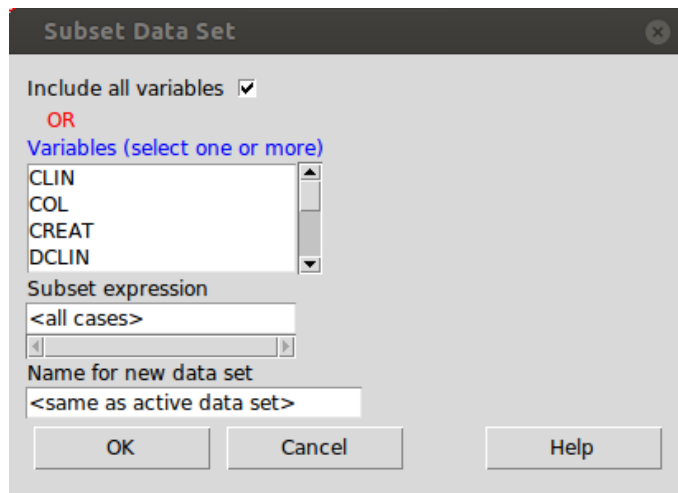 Subset Data Set
Include all variables
OR
Variables (select one or more)
CLIN
COL
CREAT
DCLIN
Subset expression
<all cases>
Name for new data set
<same as active data set>
OK Cancel Help